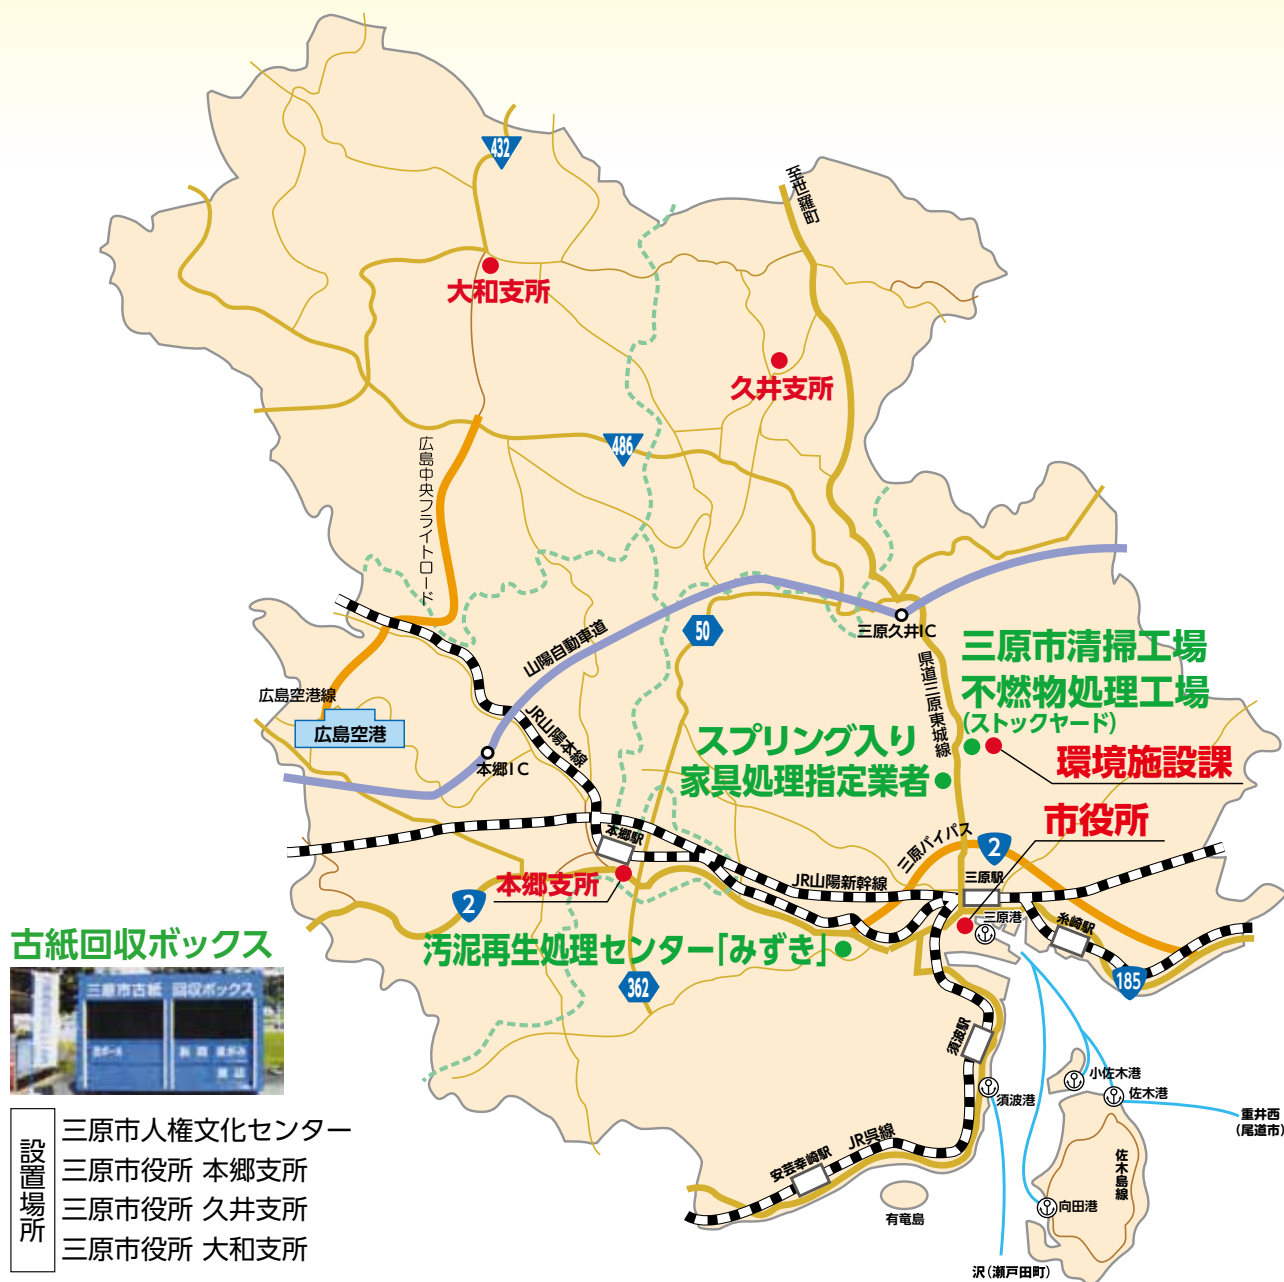 432
至世羅町
大和支所
久井支所
486
広島中央フライトロード
50
三原久井IC
山陽自動車道
県道三原東城線
三原市清掃工場
不燃物処理工場
(ストックヤード)
環境施設課
広島空港線
広島空港
JR山陽本線
本郷IC
スプリング入り
家具処理指定業者
市役所
三原バイパス
2
本郷駅
JR山陽新幹線
三原駅
本郷支所
2
三原港
糸崎駅
汚泥再生処理センター「みずき」
362
185
古紙回収ボックス
三原市古紙 回収ボックス
須波駅
小佐木港
須波港
佐木港
重井西
(尾道市)
JR呉線
安芸幸崎駅
佐木島線
向田港
有竜島
沢(瀬戸田町)
設置場所
三原市人権文化センター
三原市役所 本郷支所
三原市役所 久井支所
三原市役所 大和支所